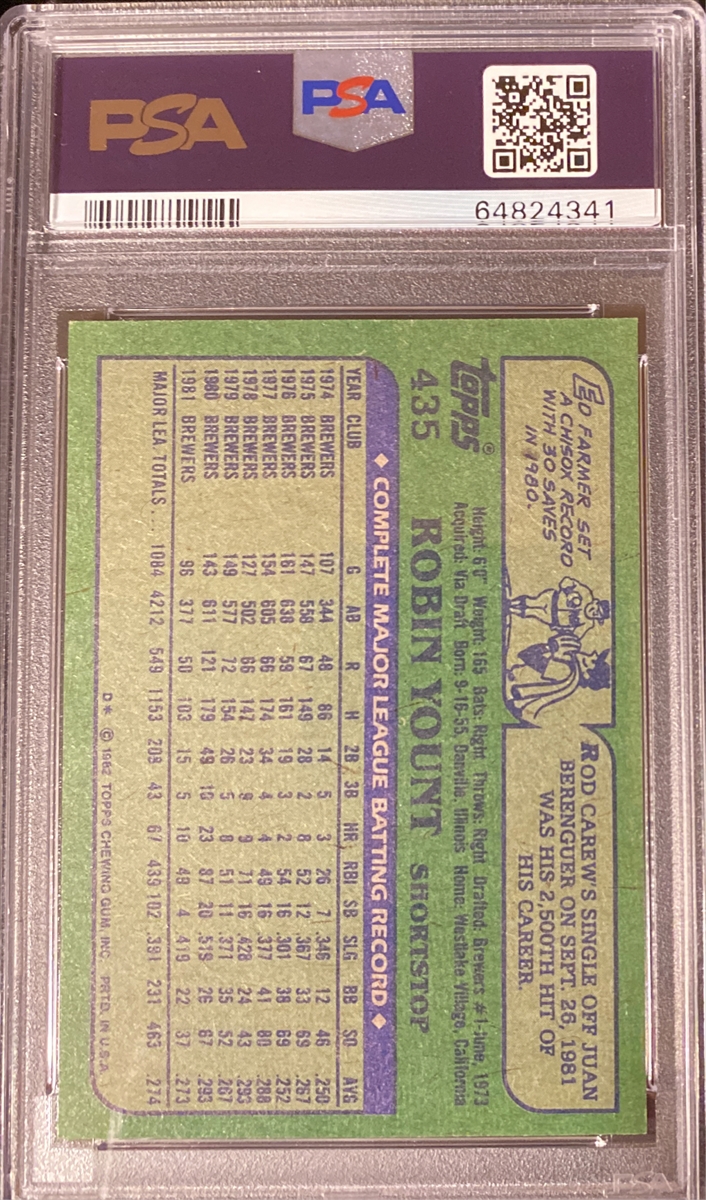 PSA
PSA
64824341
ED FARMER SET
A CHISOX RECORD
WITH 30 SAVES
IN 1980.
ROD CAREW'S SINGLE OFF JUAN
BERENGUER ON SEPT. 26, 1981
WAS HIS 2,500TH HIT OF
HIS CAREER.
topps®
435
Height: 6'0" Weight: 165 Bats: Right Throws: Right Drafted: Brewers #1-June, 1973
Acquired: Via Draft Born: 9-16-55, Danville, Illinois Home: Westlake Village, California
ROBIN YOUNT SHORTSTOP
◆ COMPLETE MAJOR LEAGUE BATTING RECORD ◆
YEAR CLUB G AB R H 2B 3B HR RBI SB SLG BB SO AVG
1974 BREWERS 107 344 48 86 14 5 3 26 7 .346 12 46 .250
1975 BREWERS 147 558 67 149 28 2 8 52 12 .367 33 69 .267
1976 BREWERS 161 638 59 161 19 3 2 54 16 .301 38 69 .252
1977 BREWERS 154 605 66 174 34 4 4 49 16 .377 41 80 .288
1978 BREWERS 127 502 66 147 23 9 9 71 16 .428 24 43 .293
1979 BREWERS 149 577 72 154 26 5 8 51 11 .371 35 52 .267
1980 BREWERS 143 611 121 179 49 10 23 87 20 .519 26 67 .293
1981 BREWERS 96 377 50 103 15 5 10 49 4 .419 22 37 .273
MAJOR LEA TOTALS ... 1084 4212 549 1153 208 43 67 439 102 .391 231 463 .274
D* © 1982 TOPPS CHEWING GUM INC. PRTD. IN U.S.A.
PSA